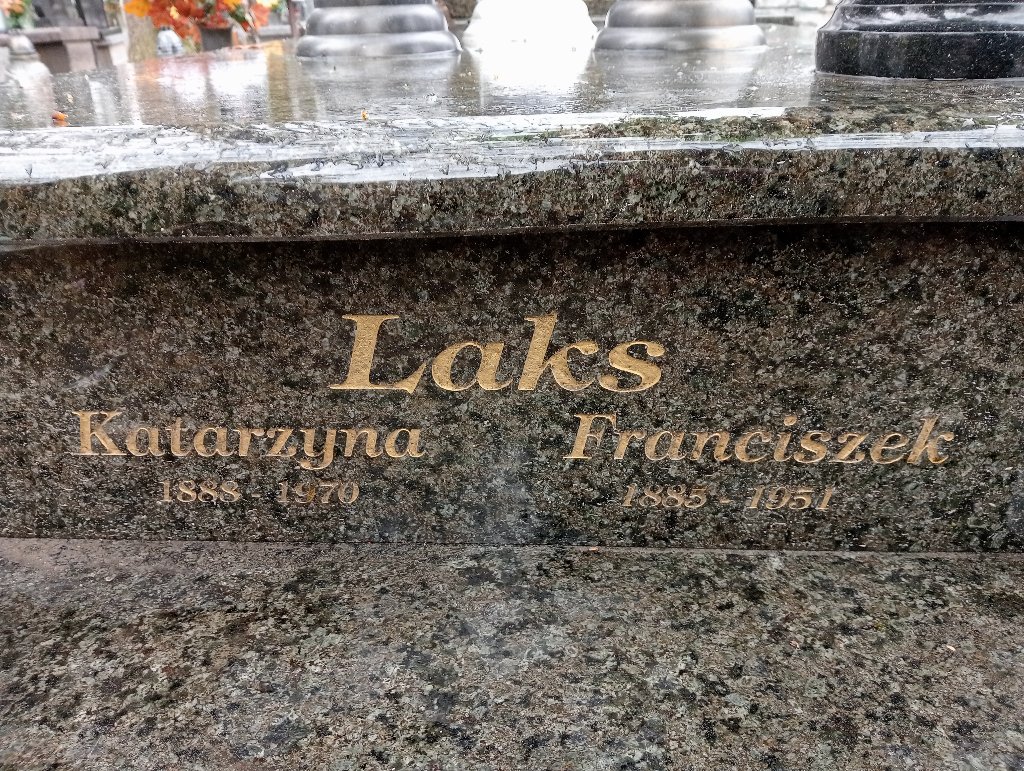 Laks
Katarzyna Franciszek
1888 - 1970 1885 - 1951